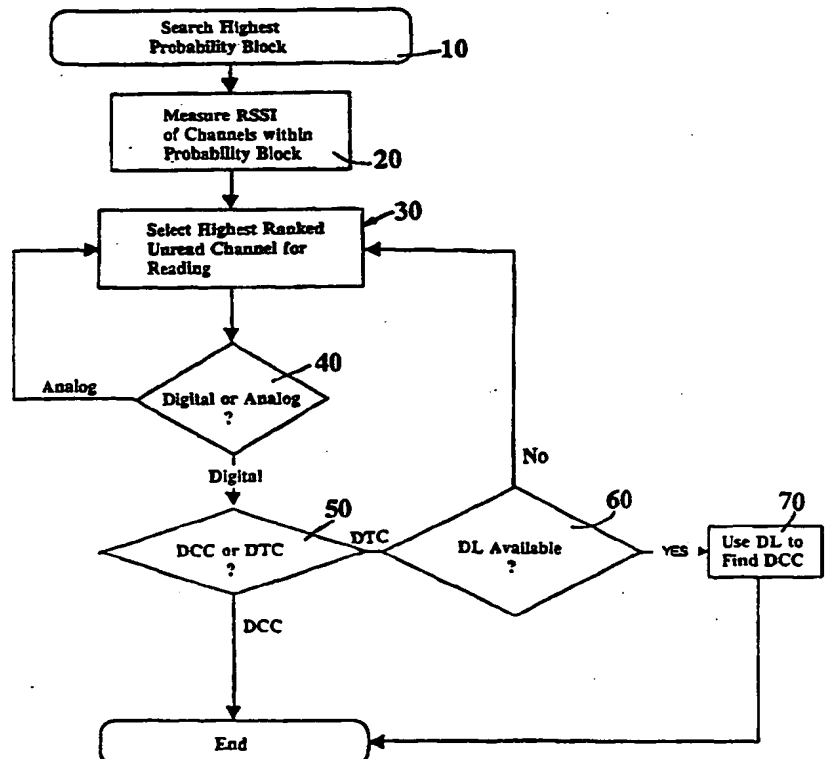 Search Highest
Probability Block
10
Measure RSSI
of Channels within
Probability Block
20
30
Select Highest Ranked
Unread Channel for
Reading
40
Analog
Digital or Analog
?
No
Digital
50
60
70
DTC
DCC or DTC
?
DL Available
?
YES
Use DL to
Find DCC
DCC
End